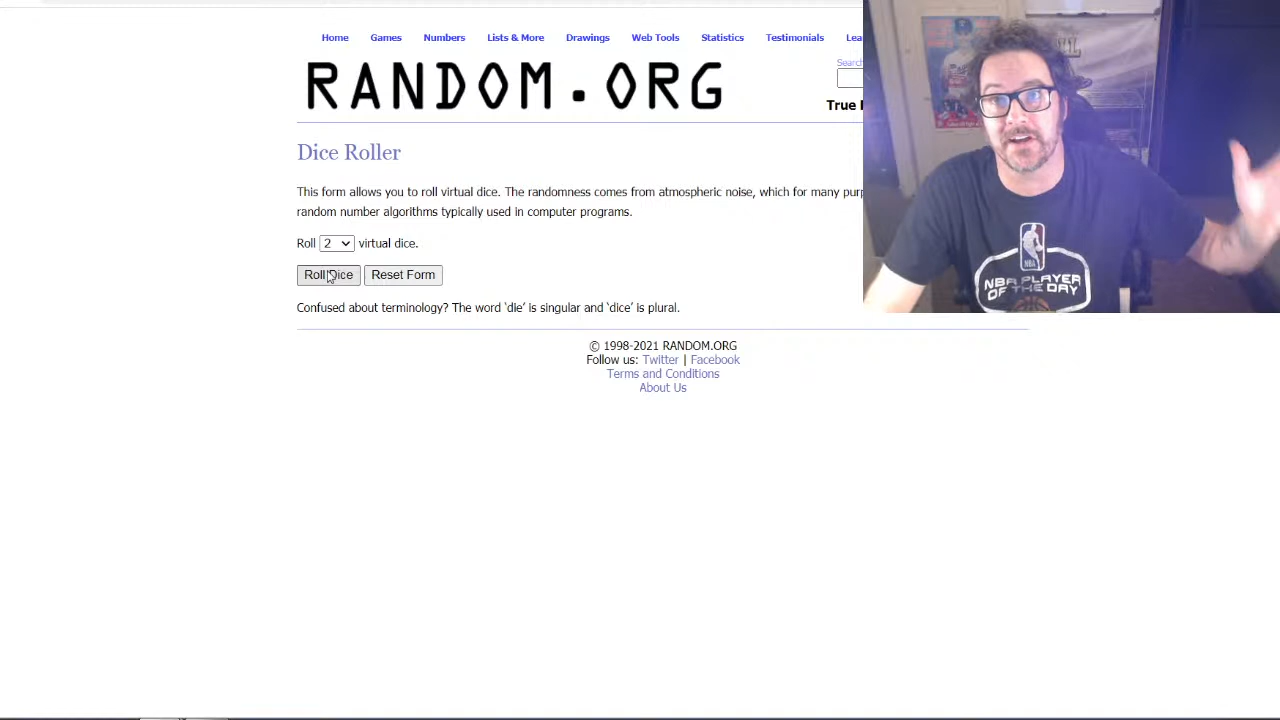 Home Games Numbers Lists & More Drawings Web Tools Statistics Testimonials
RANDOM.ORG
Search
True
Dice Roller
This form allows you to roll virtual dice. The randomness comes from atmospheric noise, which for many
random number algorithms typically used in computer programs.
Roll 2 virtual dice.
Roll Dice Reset Form
Confused about terminology? The word ‘die’ is singular and ‘dice’ is plural.
© 1998-2021 RANDOM.ORG
Follow us: Twitter | Facebook
Terms and Conditions
About Us
NBA
NBA PLAYER
OF THE DAY